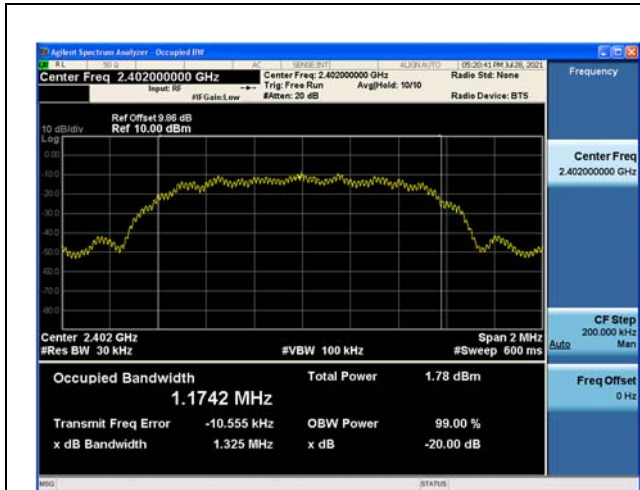 Agilent Spectrum Analyzer - Occupied BW
RL 50 Ω AC SENSE:INT ALIGN AUTO 05:20:41 PM Jul 28, 2021
Center Freq 2.402000000 GHz Center Freq: 2.402000000 GHz Radio Std: None Frequency
Input: RF Trig: Free Run Avg|Hold: 10/10
#IFGain:Low #Atten: 20 dB Radio Device: BTS
Ref Offset 9.86 dB
10 dB/div Ref 10.00 dBm
Log
0.00
-10.0
-20.0
-30.0
-40.0
-50.0
-60.0
-70.0
-80.0
Center Freq
2.402000000 GHz
Center 2.402 GHz Span 2 MHz
#Res BW 30 kHz #VBW 100 kHz #Sweep 600 ms
CF Step
200.000 kHz
Auto Man
Occupied Bandwidth Total Power 1.78 dBm
1.1742 MHz
Transmit Freq Error -10.555 kHz OBW Power 99.00 %
x dB Bandwidth 1.325 MHz x dB -20.00 dB
Freq Offset
0 Hz
MSG STATUS